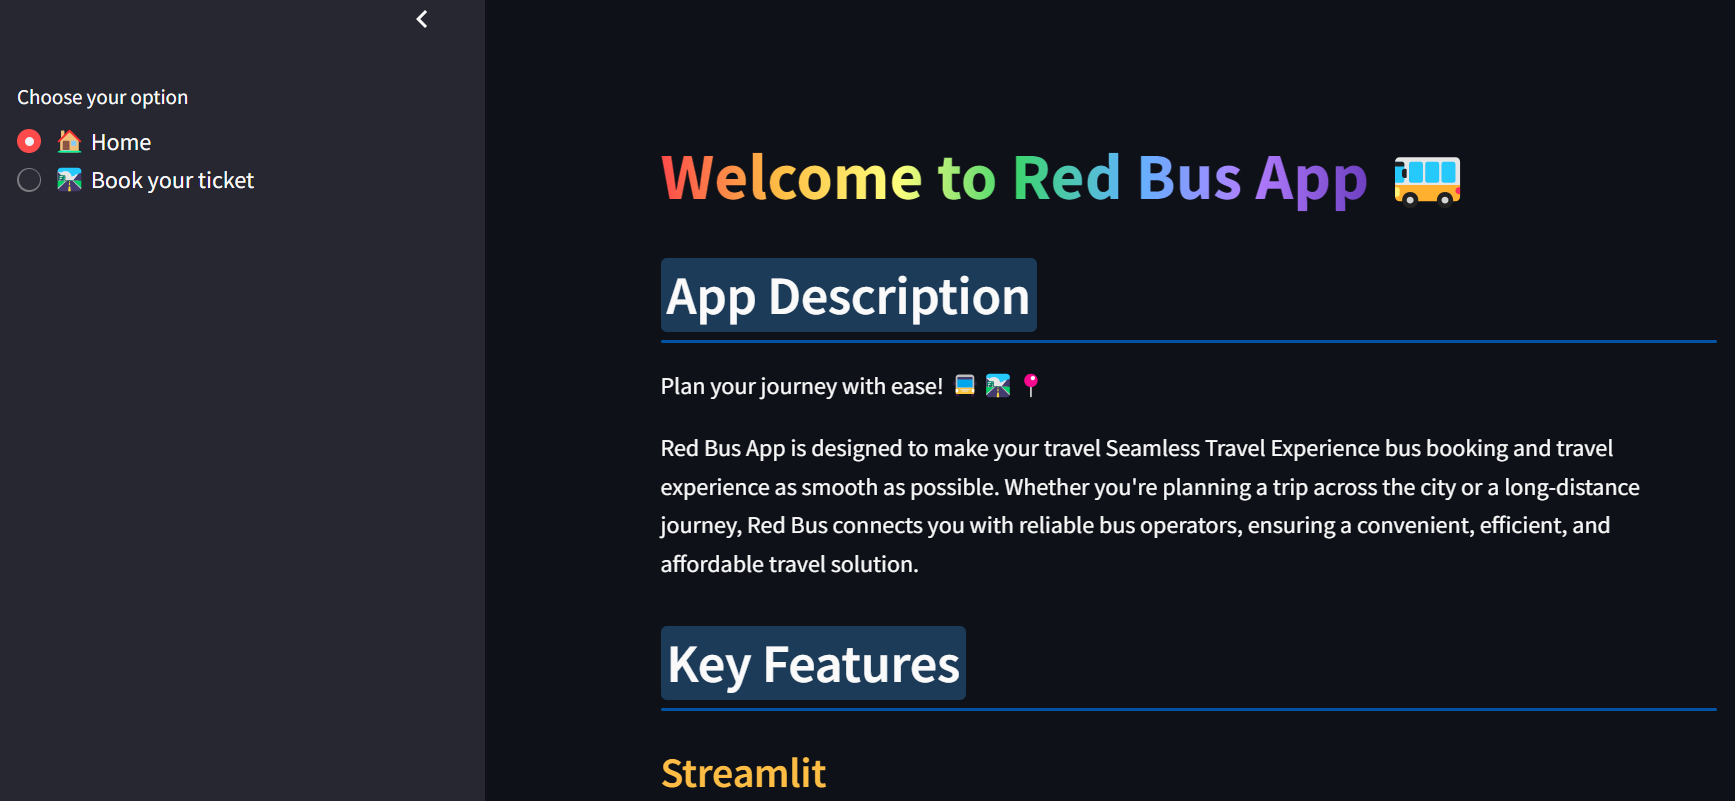 Choose your option
Home
Book your ticket
Welcome to Red Bus App
App Description
Plan your journey with ease!
Red Bus App is designed to make your travel Seamless Travel Experience bus booking and travel
experience as smooth as possible. Whether you're planning a trip across the city or a long-distance
journey, Red Bus connects you with reliable bus operators, ensuring a convenient, efficient, and
affordable travel solution.
Key Features
Streamlit